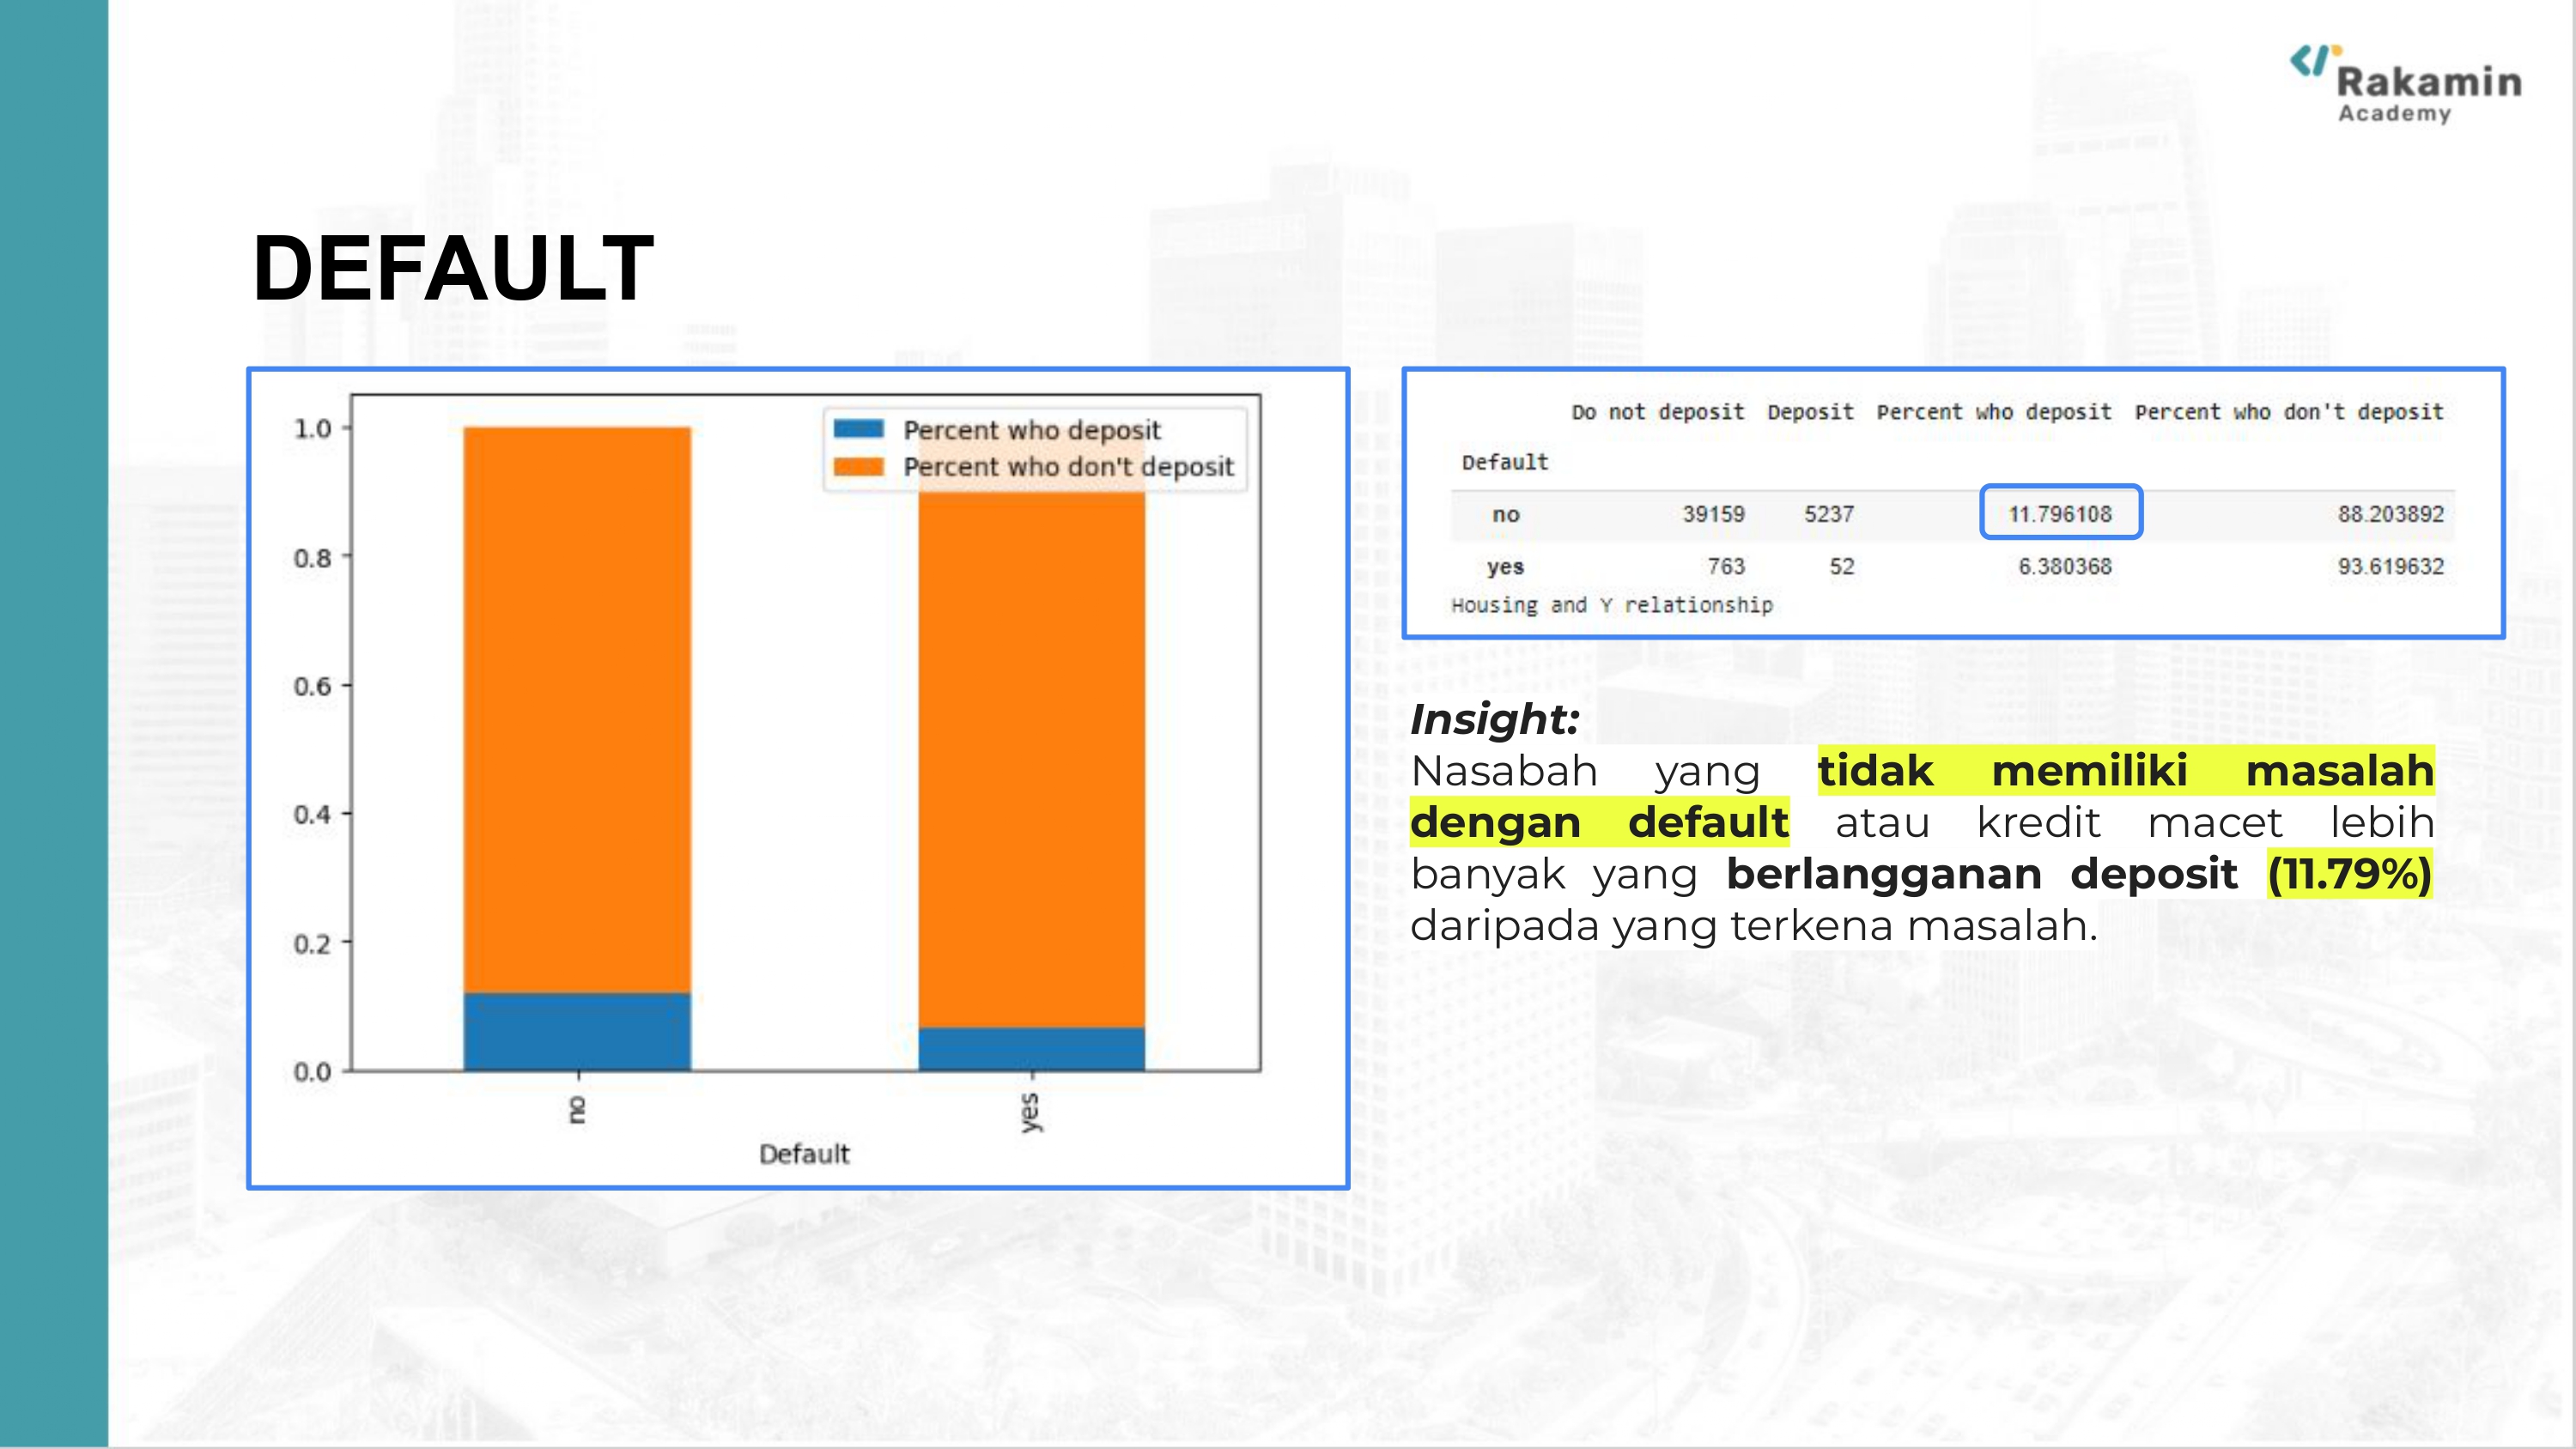 Rakamin
Academy
DEFAULT
1.0
0.8
0.6
0.4
0.2
0.0
Percent who deposit
Percent who don't deposit
no
yes
Default
Do not deposit Deposit Percent who deposit Percent who don't deposit
Default
no 39159 5237 11.796108 88.203892
yes 763 52 6.380368 93.619632
Housing and Y relationship
Insight:
Nasabah yang tidak memiliki masalah
dengan default atau kredit macet lebih
banyak yang berlangganan deposit (11.79%)
daripada yang terkena masalah.